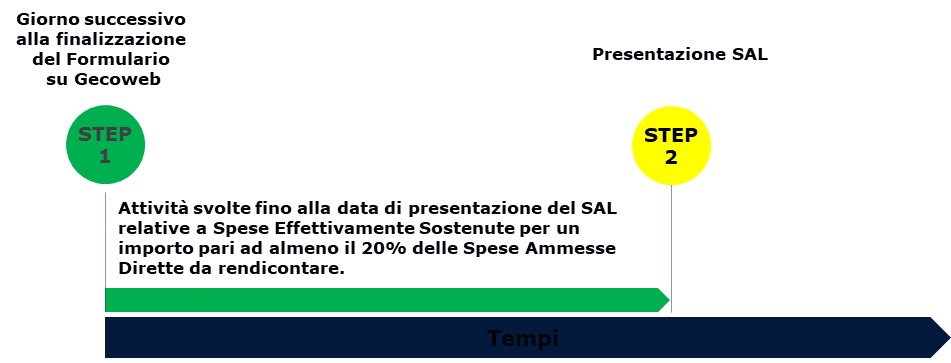 Giorno successivo
alla finalizzazione
del Formulario
su Gecoweb
Presentazione SAL
STEP
1
STEP
2
Attività svolte fino alla data di presentazione del SAL
relative a Spese Effettivamente Sostenute per un
importo pari ad almeno il 20% delle Spese Ammesse
Dirette da rendicontare.
Tempi